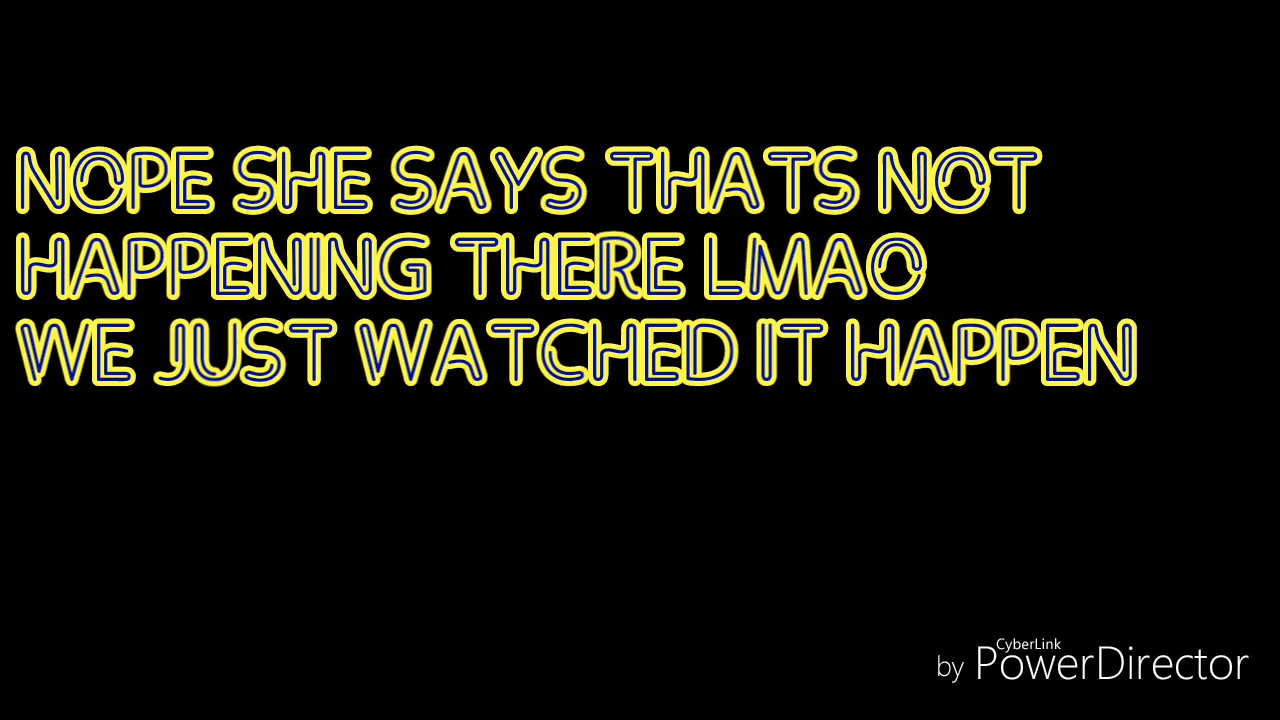 NOPE SHE SAYS THATS NOT
HAPPENING THERE LMAO
WE JUST WATCHED IT HAPPEN
CyberLink
by PowerDirector